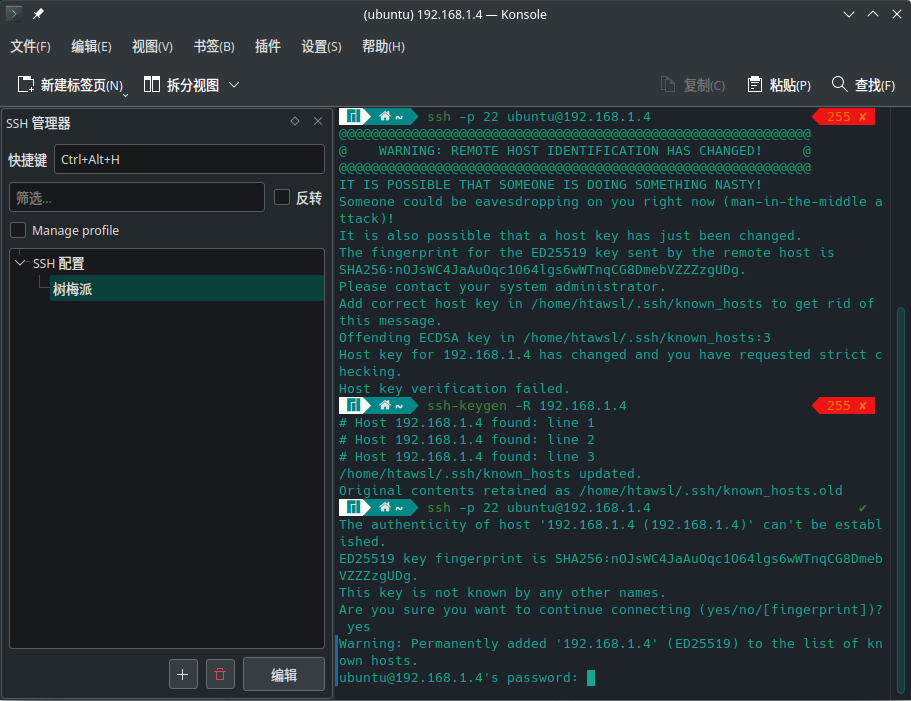 (ubuntu) 192.168.1.4 — Konsole
文件(F) 编辑(E) 视图(V) 书签(B) 插件 设置(S) 帮助(H)
新建标签页(N) 拆分视图 复制(C) 粘贴(P) 查找(F)
SSH 管理器
快捷键 Ctrl+Alt+H
筛选... 反转
Manage profile
SSH 配置
树梅派
编辑
~ ssh -p 22 ubuntu@192.168.1.4 255 ✘
@@@@@@@@@@@@@@@@@@@@@@@@@@@@@@@@@@@@@@@@@@@@@@@@@@@@@@@@@@@
@    WARNING: REMOTE HOST IDENTIFICATION HAS CHANGED!     @
@@@@@@@@@@@@@@@@@@@@@@@@@@@@@@@@@@@@@@@@@@@@@@@@@@@@@@@@@@@
IT IS POSSIBLE THAT SOMEONE IS DOING SOMETHING NASTY!
Someone could be eavesdropping on you right now (man-in-the-middle a
ttack)!
It is also possible that a host key has just been changed.
The fingerprint for the ED25519 key sent by the remote host is
SHA256:nOJsWC4JaAuOqc1O64lgs6wWTnqCG8DmebVZZZzgUDg.
Please contact your system administrator.
Add correct host key in /home/htawsl/.ssh/known_hosts to get rid of
this message.
Offending ECDSA key in /home/htawsl/.ssh/known_hosts:3
Host key for 192.168.1.4 has changed and you have requested strict c
hecking.
Host key verification failed.
~ ssh-keygen -R 192.168.1.4 255 ✘
# Host 192.168.1.4 found: line 1
# Host 192.168.1.4 found: line 2
# Host 192.168.1.4 found: line 3
/home/htawsl/.ssh/known_hosts updated.
Original contents retained as /home/htawsl/.ssh/known_hosts.old
~ ssh -p 22 ubuntu@192.168.1.4 ✔
The authenticity of host '192.168.1.4 (192.168.1.4)' can't be establ
ished.
ED25519 key fingerprint is SHA256:nOJsWC4JaAuOqc1O64lgs6wWTnqCG8Dmeb
VZZZzgUDg.
This key is not known by any other names.
Are you sure you want to continue connecting (yes/no/[fingerprint])?
yes
Warning: Permanently added '192.168.1.4' (ED25519) to the list of kn
own hosts.
ubuntu@192.168.1.4's password: